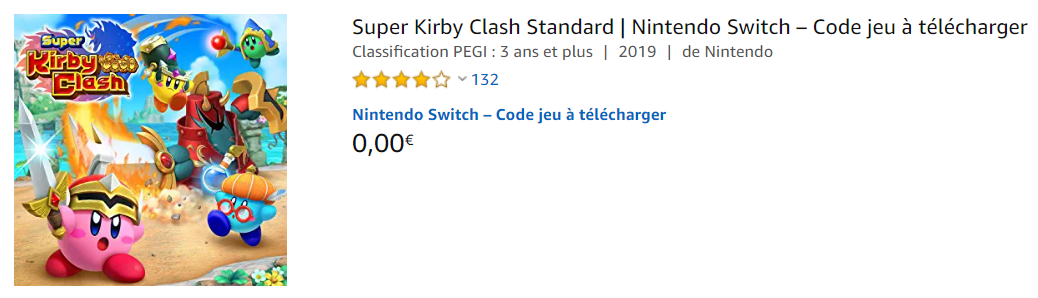 Super
Kirby
Clash
Super Kirby Clash Standard | Nintendo Switch – Code jeu à télécharger
Classification PEGI : 3 ans et plus | 2019 | de Nintendo
132
Nintendo Switch – Code jeu à télécharger
0,00€